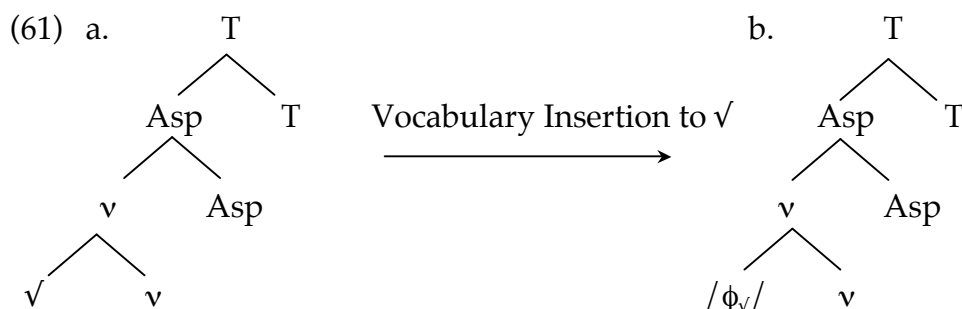 (61) a. T b. T
Asp T Vocabulary Insertion to √ Asp T
ν Asp ν Asp
√ ν /ϕ√/ ν